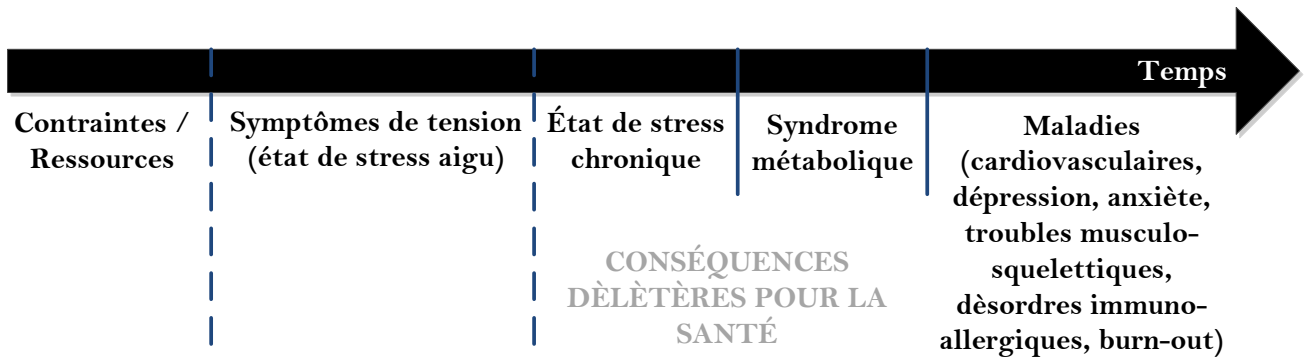 Temps
Contraintes /
Ressources
Symptômes de tension
(état de stress aigu)
État de stress
chronique
Syndrome
métabolique
Maladies
(cardiovasculaires,
dépression, anxiète,
troubles musculo-
squelettiques,
dèsordres immuno-
allergiques, burn-out)
CONSÉQUENCES
DÈLÈTÈRES POUR LA
SANTÉ